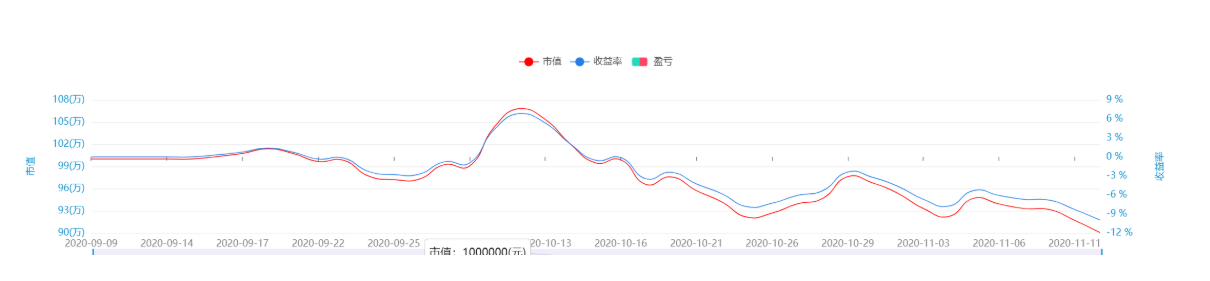 市值 收益率 盈亏
108(万) 9 %
105(万) 6 %
102(万) 3 %
99(万) 0 %
市值 收益率
96(万) -3 %
93(万) -6 %
-9 %
90(万) -12 %
2020-09-09 2020-09-14 2020-09-17 2020-09-22 2020-09-25 0-10-13 2020-10-16 2020-10-21 2020-10-26 2020-10-29 2020-11-03 2020-11-06 2020-11-11
市值：1000000(元)